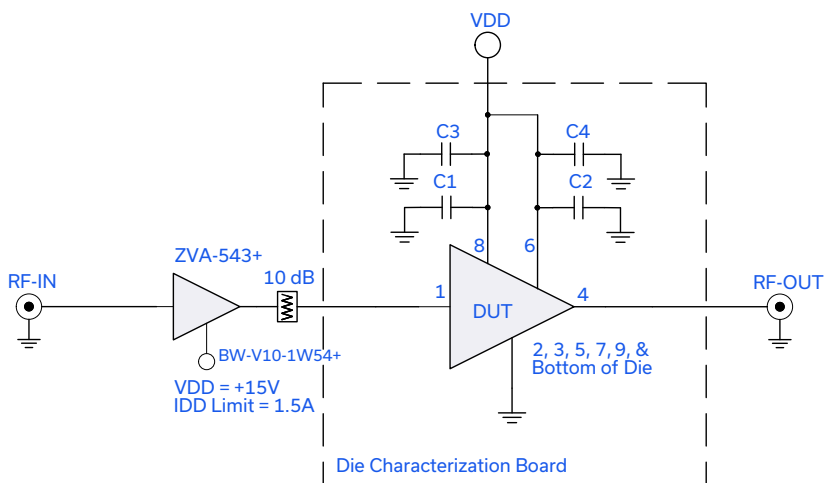 VDD
C3
C4
C1
C2
ZVA-543+
8
6
RF-IN
10 dB
RF-OUT
1
4
DUT
2, 3, 5, 7, 9, &
Bottom of Die
BW-V10-1W54+
VDD = +15V
IDD Limit = 1.5A
Die Characterization Board